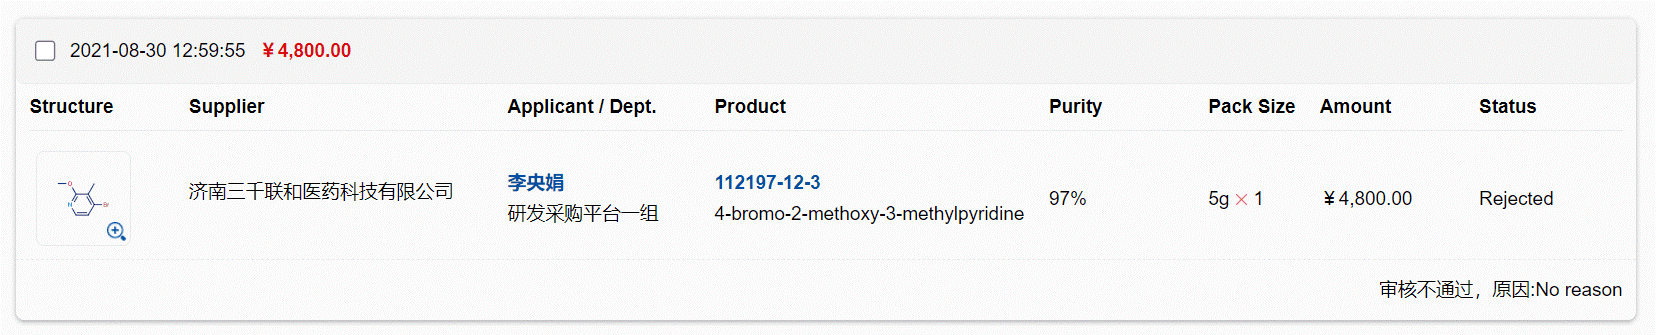 2021-08-30 12:59:55 ￥4,800.00
Structure Supplier Applicant / Dept. Product Purity Pack Size Amount Status
李央娟 112197-12-3
济南三千联和医药科技有限公司 97% 5g × 1 ￥4,800.00 Rejected
研发采购平台一组 4-bromo-2-methoxy-3-methylpyridine
O
N
Br
审核不通过，原因:No reason